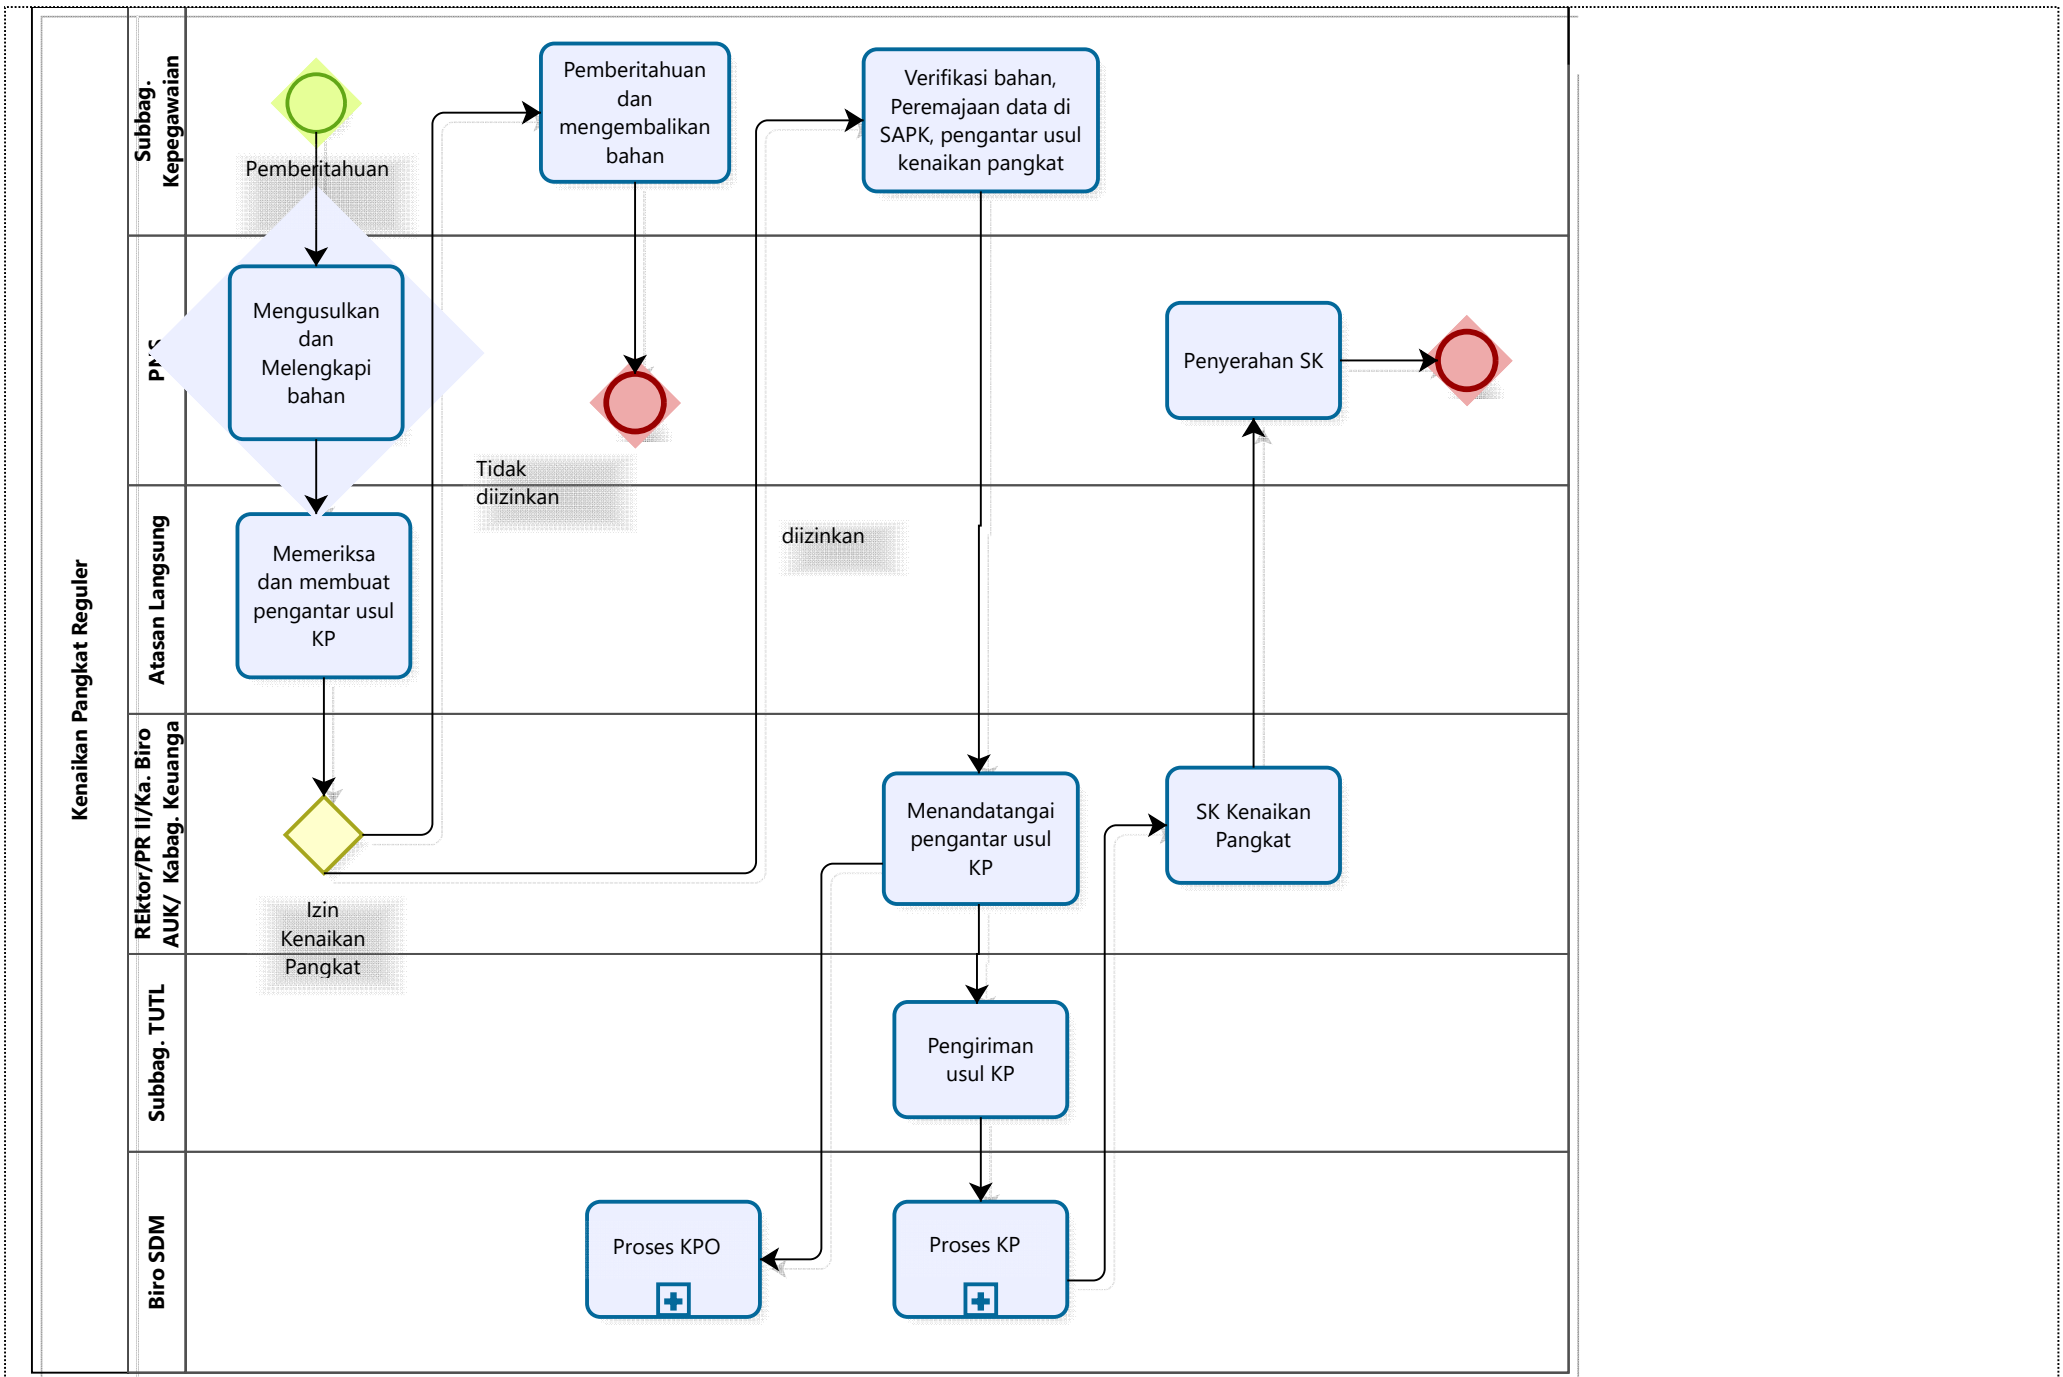 Kenaikan Pangkat Reguler
Subbag.
Kepegawaian
Pemberitahuan
Pemberitahuan
dan
mengembalikan
bahan
Verifikasi bahan,
Peremajaan data di
SAPK, pengantar usul
kenaikan pangkat
Mengusulkan
dan
Melengkapi
bahan
Tidak
diizinkan
Penyerahan SK
Atasan Langsung
Memeriksa
dan membuat
pengantar usul
KP
diizinkan
REktor/PR II/Ka. Biro
AUK/ Kabag. Keuanga
Izin
Kenaikan
Pangkat
Menandatangai
pengantar usul
KP
SK Kenaikan
Pangkat
Subbag. TUTL
Pengiriman
usul KP
Biro SDM
Proses KPO
Proses KP